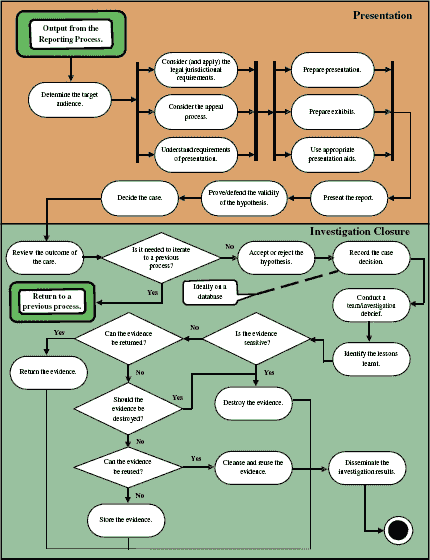 Presentation
Output from the
Reporting Process.
Determine the target
audience.
Consider (and apply) the
legal jurisdictional
requirements.
Consider the appeal
process.
Understand requirements
of presentation.
Prepare presentation.
Prepare exhibits.
Use appropriate
presentation aids.
Present the report.
Prove/defend the validity
of the hypothesis.
Decide the case.
Investigation Closure
Review the outcome of
the case.
Is it needed to iterate
to a previous
process?
No
Yes
Accept or reject the
hypothesis.
Record the case
decision.
Return to a
previous process.
Ideally on a
database
Conduct a
team/investigation
debrief.
Identify the lessons
learnt.
Is the evidence
sensitive?
No
Yes
Can the evidence
be returned?
Yes
No
Return the evidence.
Should the
evidence be
destroyed?
Yes
No
Destroy the evidence.
Can the evidence
be reused?
Yes
No
Cleanse and reuse the
evidence.
Disseminate the
investigation results.
Store the evidence.